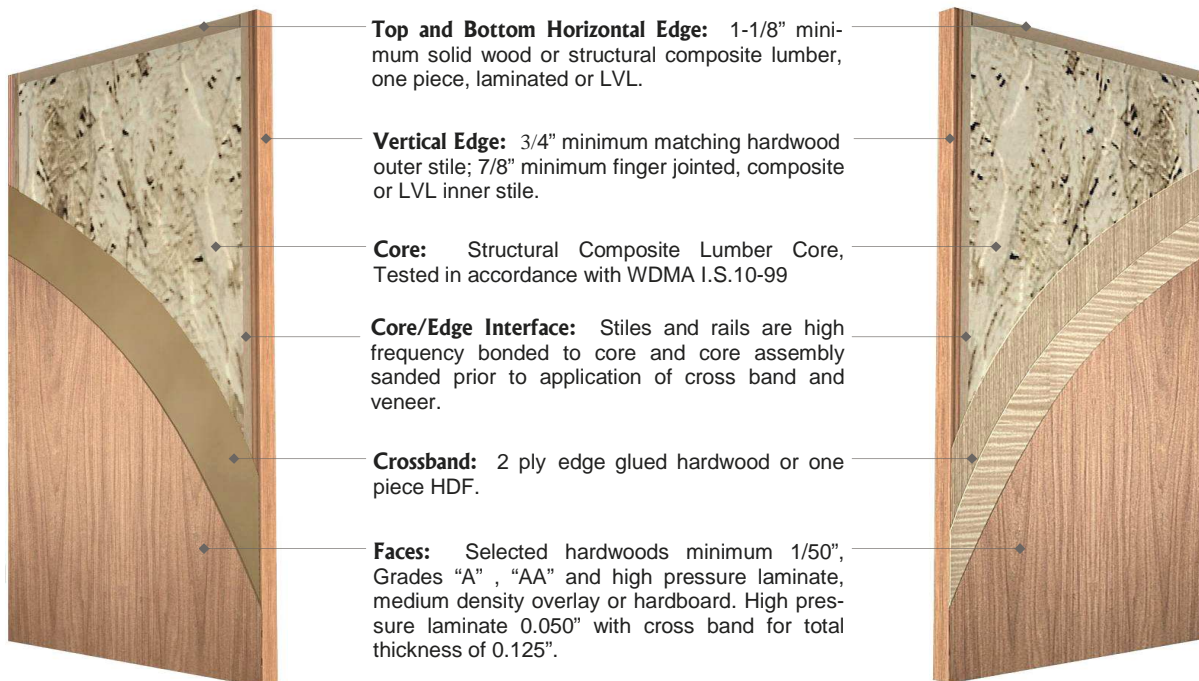 Top and Bottom Horizontal Edge: 1-1/8” mini-
mum solid wood or structural composite lumber,
one piece, laminated or LVL.
Vertical Edge: 3/4” minimum matching hardwood
outer stile; 7/8” minimum finger jointed, composite
or LVL inner stile.
Core: Structural Composite Lumber Core,
Tested in accordance with WDMA I.S.10-99
Core/Edge Interface: Stiles and rails are high
frequency bonded to core and core assembly
sanded prior to application of cross band and
veneer.
Crossband: 2 ply edge glued hardwood or one
piece HDF.
Faces: Selected hardwoods minimum 1/50”,
Grades “A” , “AA” and high pressure laminate,
medium density overlay or hardboard. High pres-
sure laminate 0.050” with cross band for total
thickness of 0.125”.